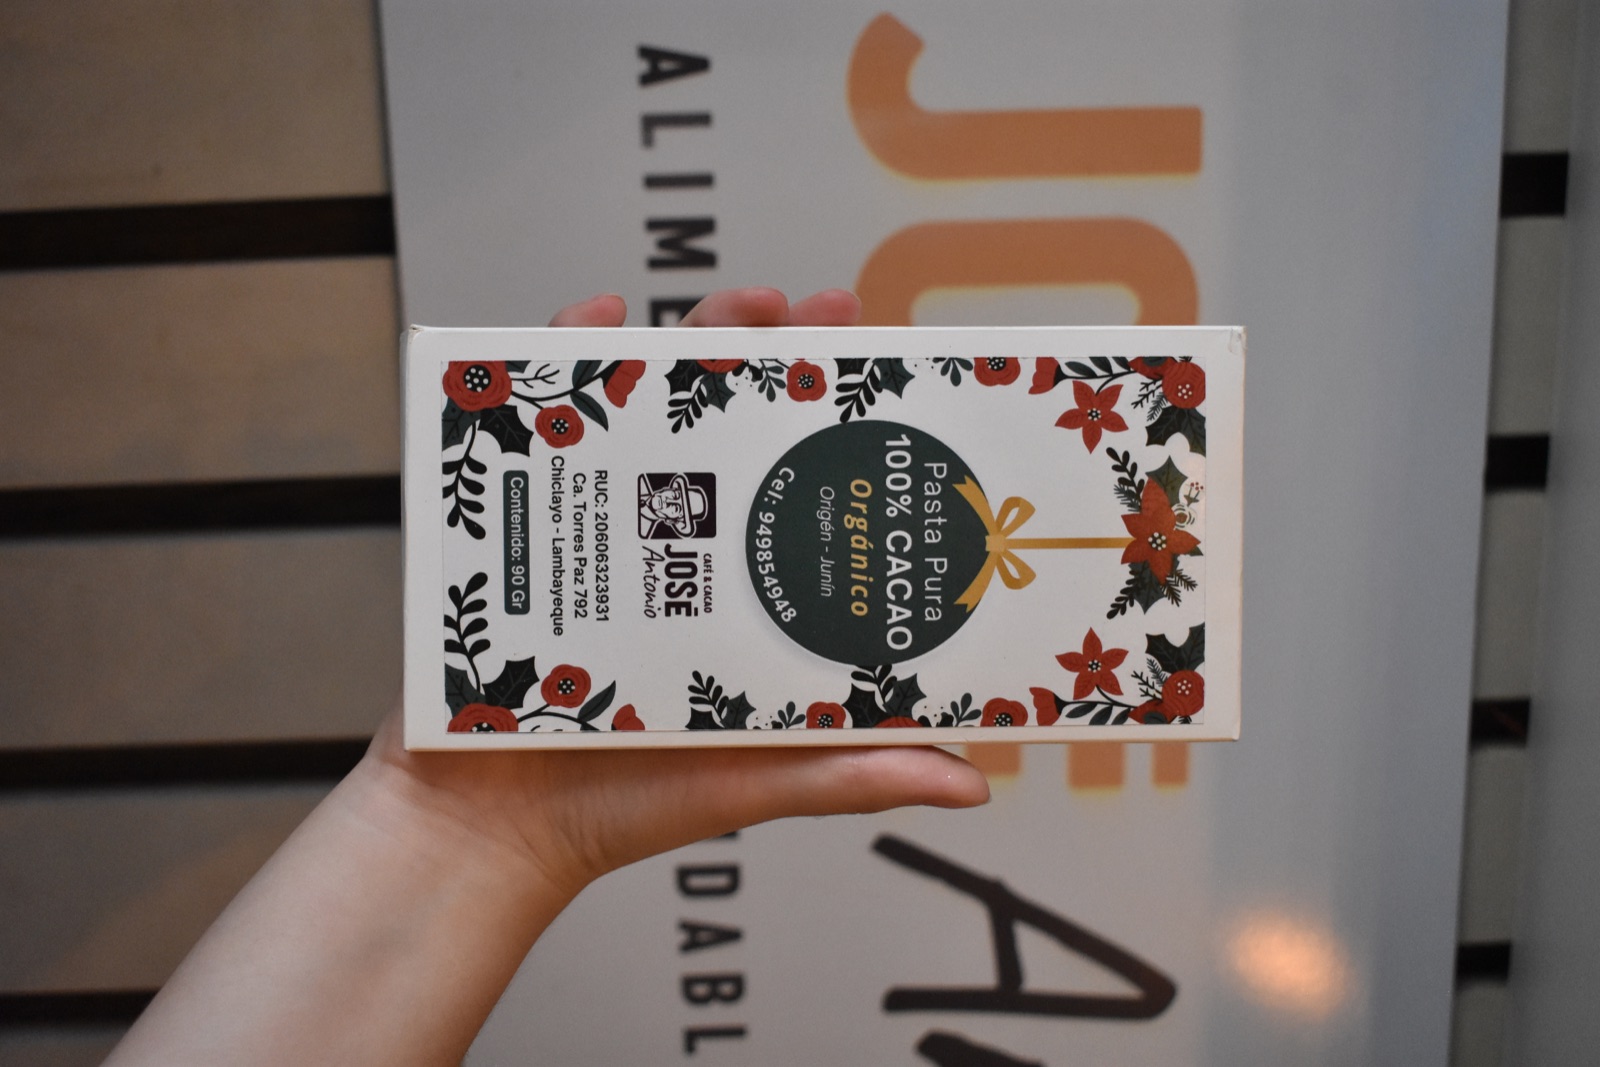 JO
ALIME
Pasta Pura
100% CACAO
Orgánico
Origén - Junín
Cel: 949854948
CAFÉ & CACAO
JOSĒ
Antonio
RUC: 20606323931
Ca. Torres Paz 792
Chiclayo - Lambayeque
Contenido: 90 Gr
DABL